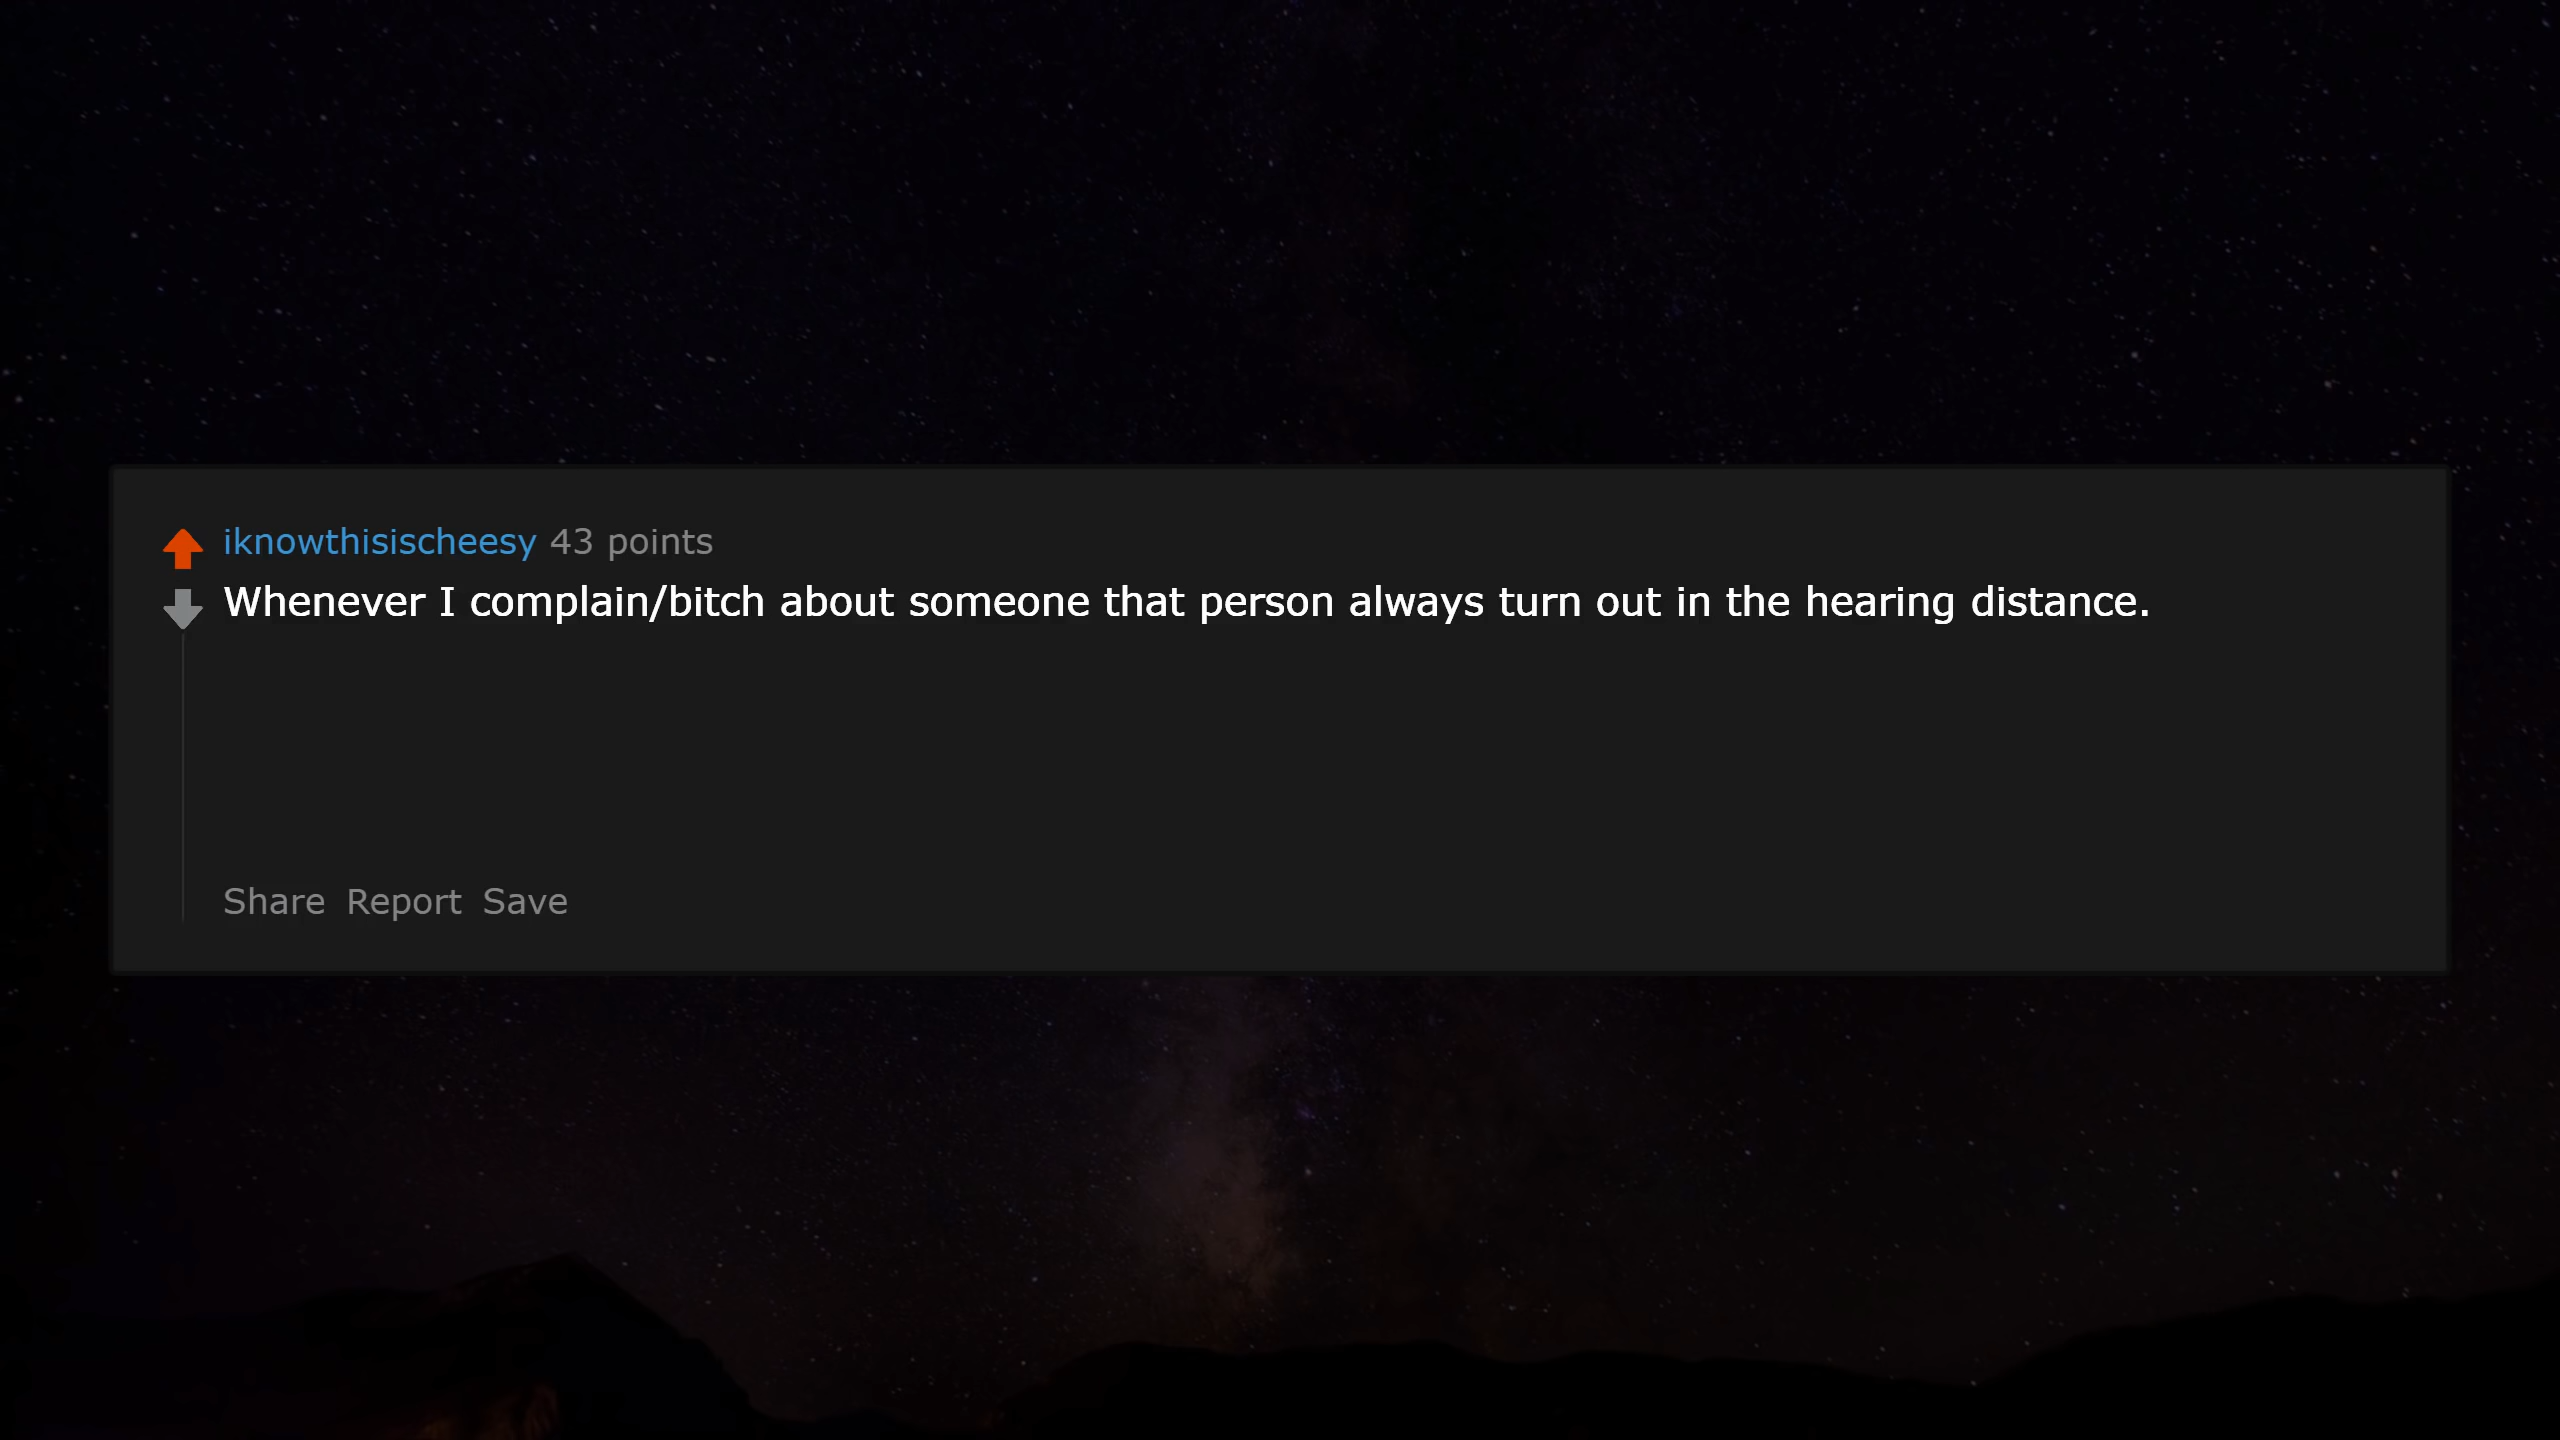 iknowthisischeesy 43 points
Whenever I complain/bitch about someone that person always turn out in the hearing distance.
Share Report Save